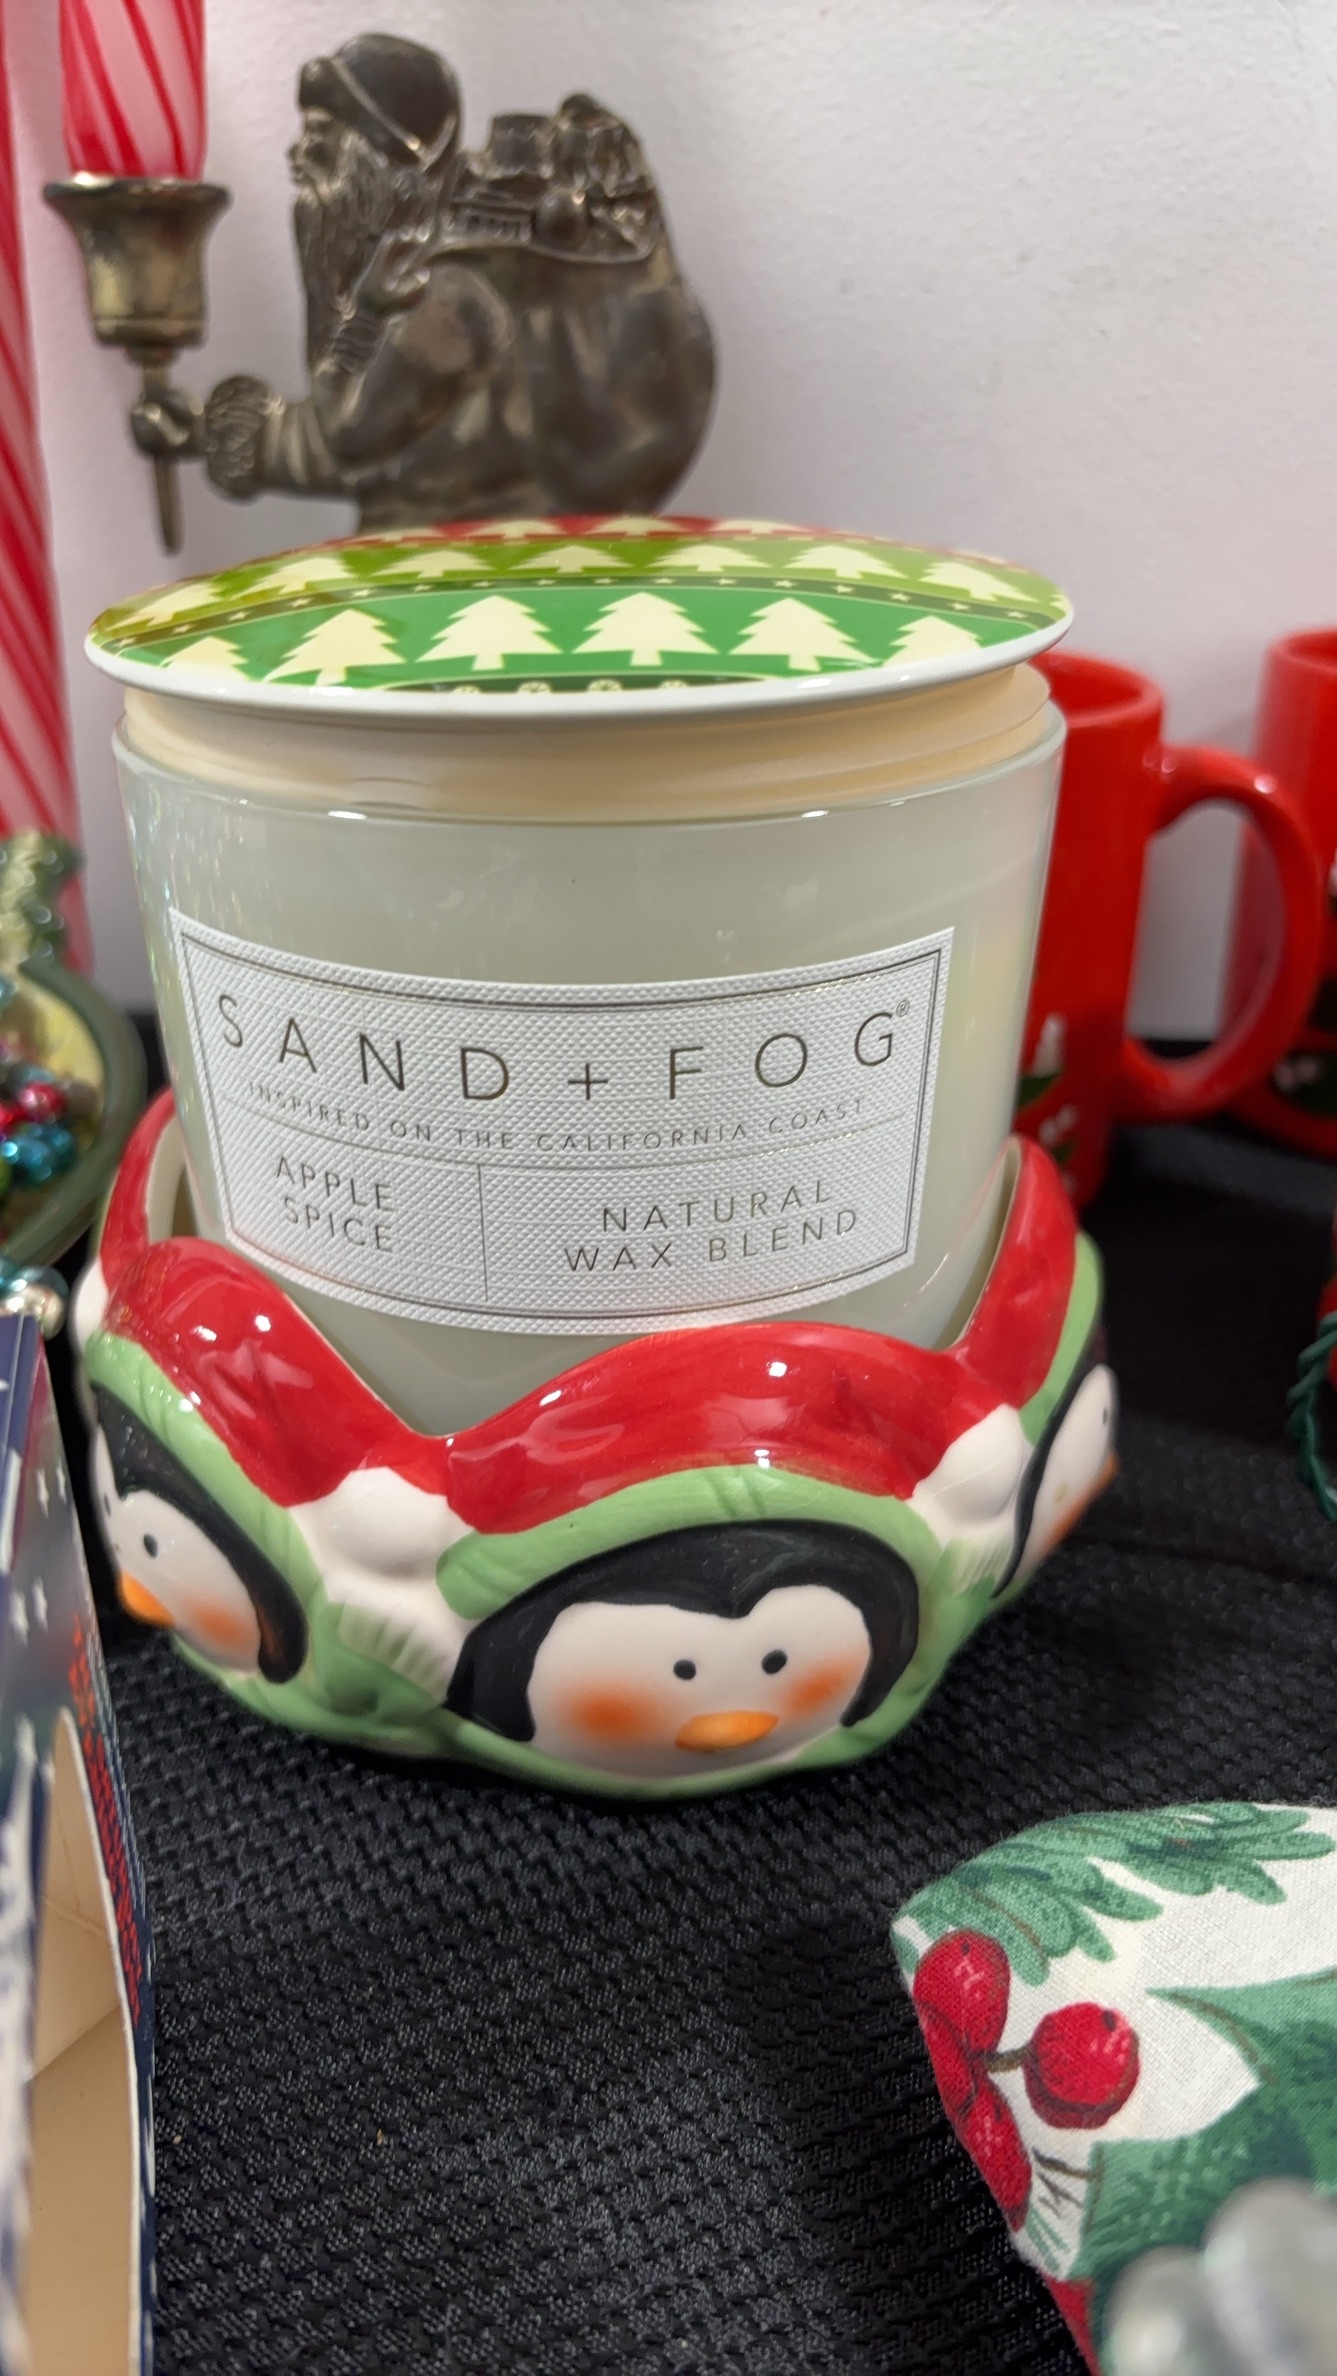 SAND + FOG®
INSPIRED ON THE CALIFORNIA COAST
APPLE
SPICE
NATURAL
WAX BLEND